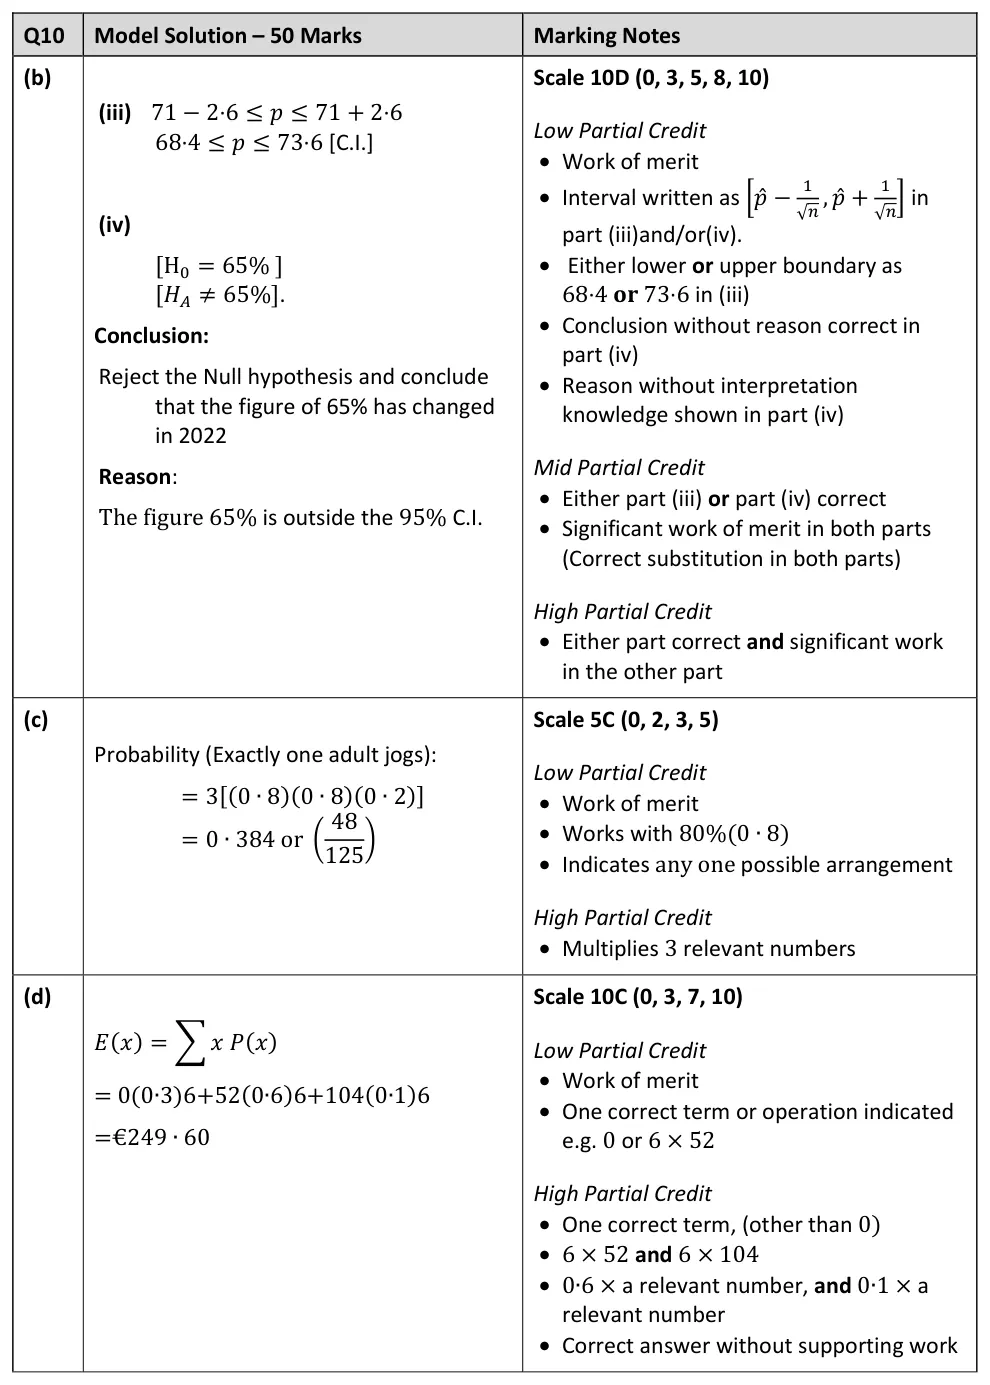 Q10 Model Solution – 50 Marks Marking Notes
(b)
(iii) 71 − 2·6 ≤ p ≤ 71 + 2·6
68·4 ≤ p ≤ 73·6 [C.I.]
(iv)
[H₀ = 65% ]
[H_A ≠ 65%].
Conclusion:
Reject the Null hypothesis and conclude
that the figure of 65% has changed
in 2022
Reason:
The figure 65% is outside the 95% C.I.
Scale 10D (0, 3, 5, 8, 10)
Low Partial Credit
• Work of merit
• Interval written as [p̂ − 1/√n , p̂ + 1/√n] in
part (iii)and/or(iv).
• Either lower or upper boundary as
68·4 or 73·6 in (iii)
• Conclusion without reason correct in
part (iv)
• Reason without interpretation
knowledge shown in part (iv)
Mid Partial Credit
• Either part (iii) or part (iv) correct
• Significant work of merit in both parts
(Correct substitution in both parts)
High Partial Credit
• Either part correct and significant work
in the other part
(c)
Probability (Exactly one adult jogs):
= 3[(0 · 8)(0 · 8)(0 · 2)]
= 0 · 384 or (48/125)
Scale 5C (0, 2, 3, 5)
Low Partial Credit
• Work of merit
• Works with 80%(0 · 8)
• Indicates any one possible arrangement
High Partial Credit
• Multiplies 3 relevant numbers
(d)
E(x) = ∑ x P(x)
= 0(0·3)6+52(0·6)6+104(0·1)6
=€249 · 60
Scale 10C (0, 3, 7, 10)
Low Partial Credit
• Work of merit
• One correct term or operation indicated
e.g. 0 or 6 × 52
High Partial Credit
• One correct term, (other than 0)
• 6 × 52 and 6 × 104
• 0·6 × a relevant number, and 0·1 × a
relevant number
• Correct answer without supporting work